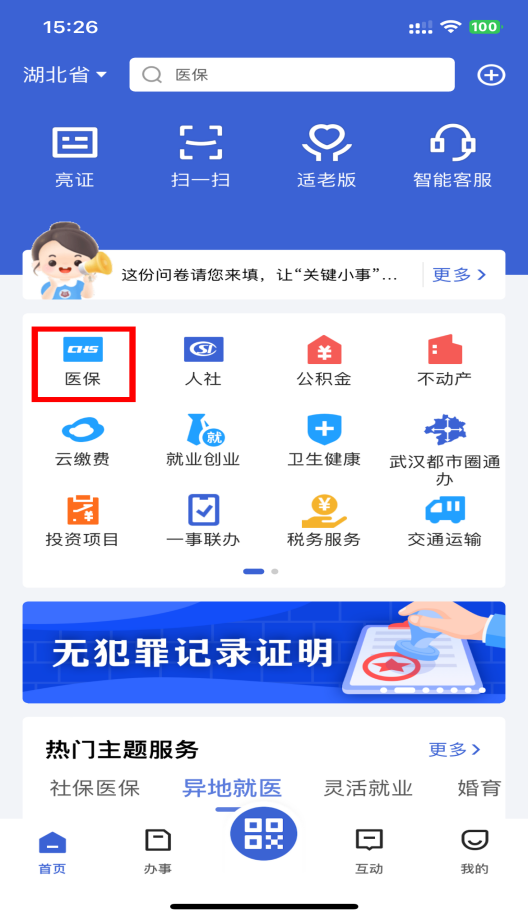 15:26
100
湖北省
医保
亮证
扫一扫
适老版
智能客服
这份问卷请您来填，让“关键小事”...
更多
CHS
医保
人社
公积金
不动产
就
云缴费
就业创业
卫生健康
武汉都市圈通
办
投资项目
一事联办
税务服务
交通运输
无犯罪记录证明
热门主题服务
更多
社保医保
异地就医
灵活就业
婚育
首页
办事
互动
我的